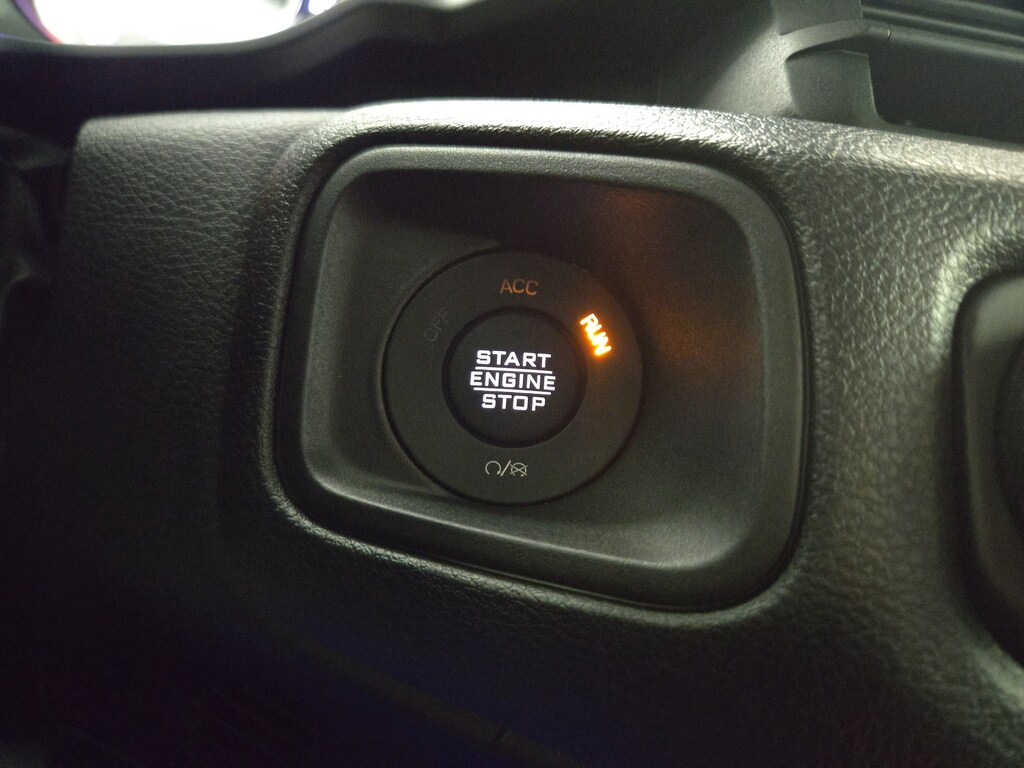 ACC
OFF
RUN
START
ENGINE
STOP